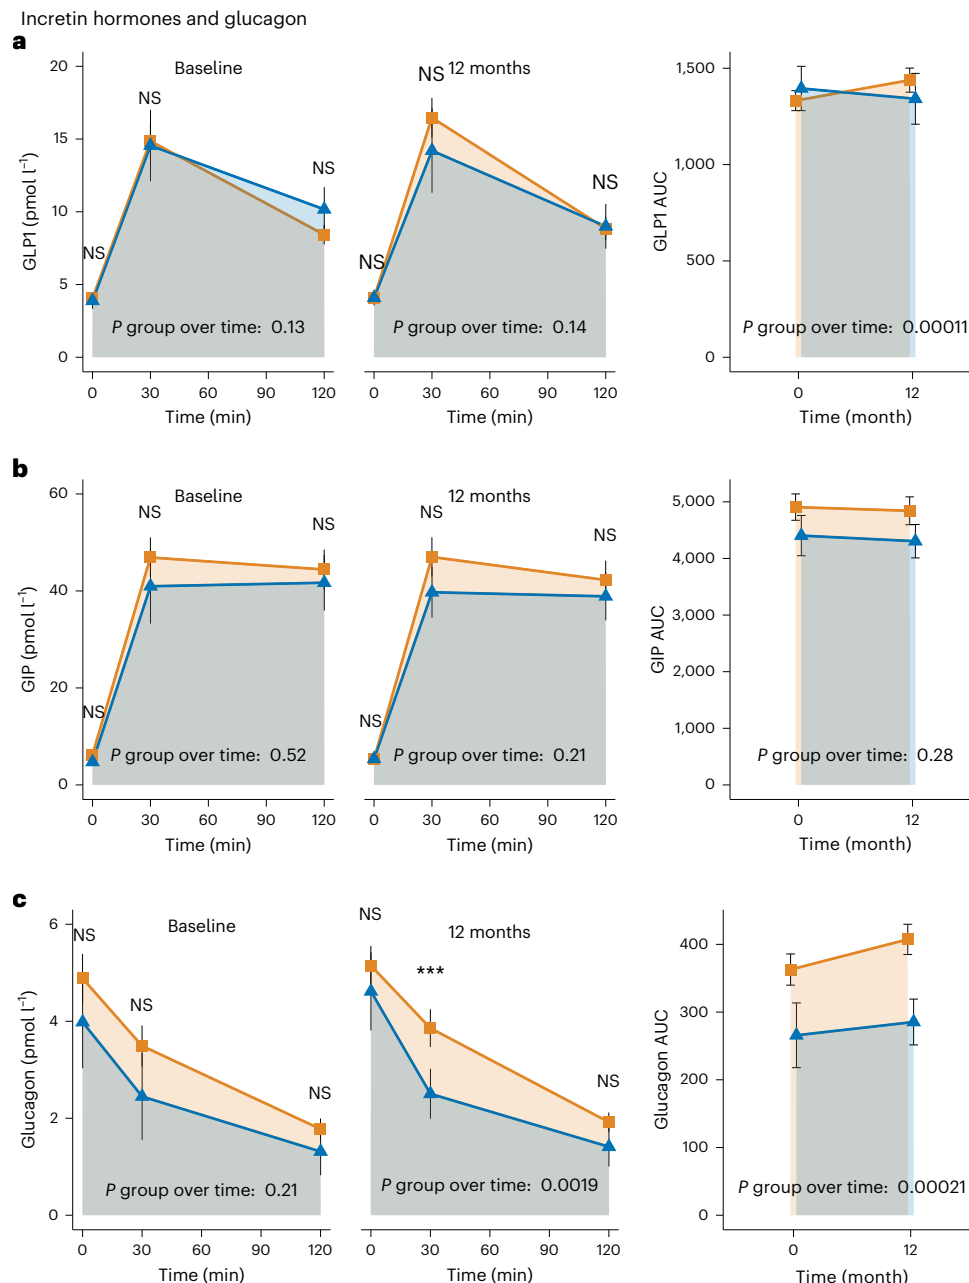 Incretin hormones and glucagon
a
Baseline
12 months
GLP1 (pmol l⁻¹)
20
15
10
5
0
NS
NS
NS
P group over time: 0.13
0 30 60 90 120
Time (min)
NS
NS
NS
P group over time: 0.14
0 30 60 90 120
Time (min)
GLP1 AUC
1,500
1,000
500
0
P group over time: 0.00011
0 12
Time (month)
b
Baseline
12 months
GIP (pmol l⁻¹)
60
40
20
0
NS
NS
NS
P group over time: 0.52
0 30 60 90 120
Time (min)
NS
NS
NS
P group over time: 0.21
0 30 60 90 120
Time (min)
GIP AUC
5,000
4,000
3,000
2,000
1,000
0
P group over time: 0.28
0 12
Time (month)
c
Baseline
12 months
Glucagon (pmol l⁻¹)
6
4
2
0
NS
NS
NS
P group over time: 0.21
0 30 60 90 120
Time (min)
NS
***
NS
P group over time: 0.0019
0 30 60 90 120
Time (min)
Glucagon AUC
400
300
200
100
0
P group over time: 0.00021
0 12
Time (month)